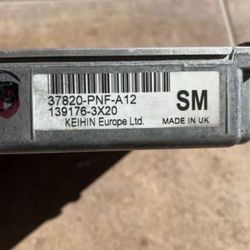 37820-PNF-A12
SM
139176-3X20
KEIHIN Europe Ltd.
MADE IN UK